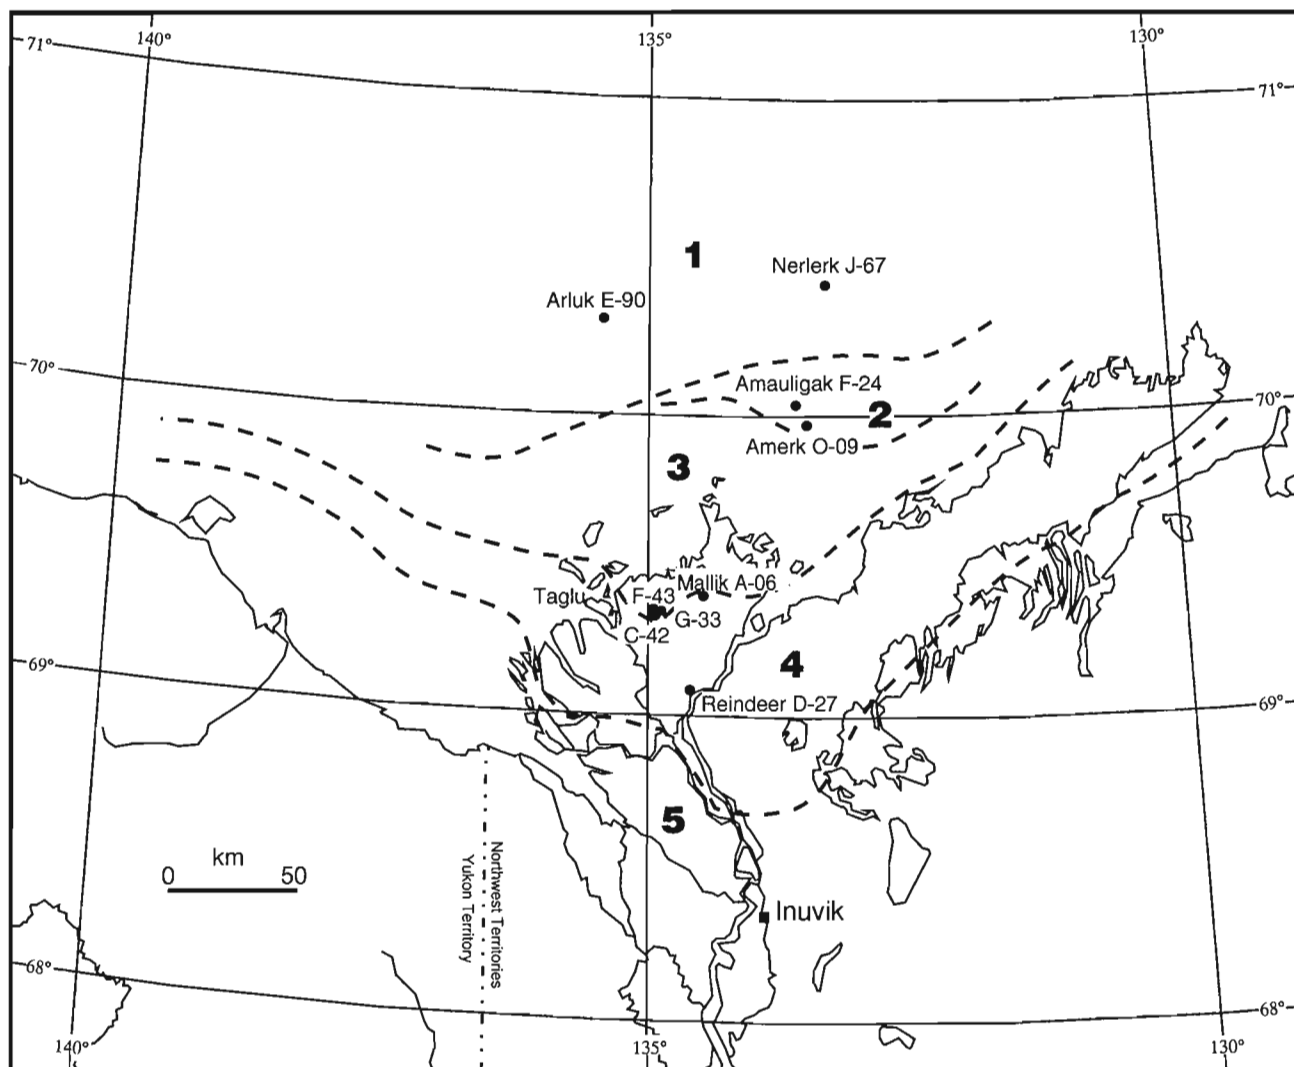 140°
135°
130°
71°
71°
1
Nerlerk J-67
Arluk E-90
70°
70°
Amauligak F-24
2
Amerk O-09
3
Mallik A-06
Taglu
F-43
G-33
C-42
4
69°
69°
Reindeer D-27
5
km
0 50
Northwest Territories
Yukon Territory
Inuvik
68°
68°
140°
135°
130°